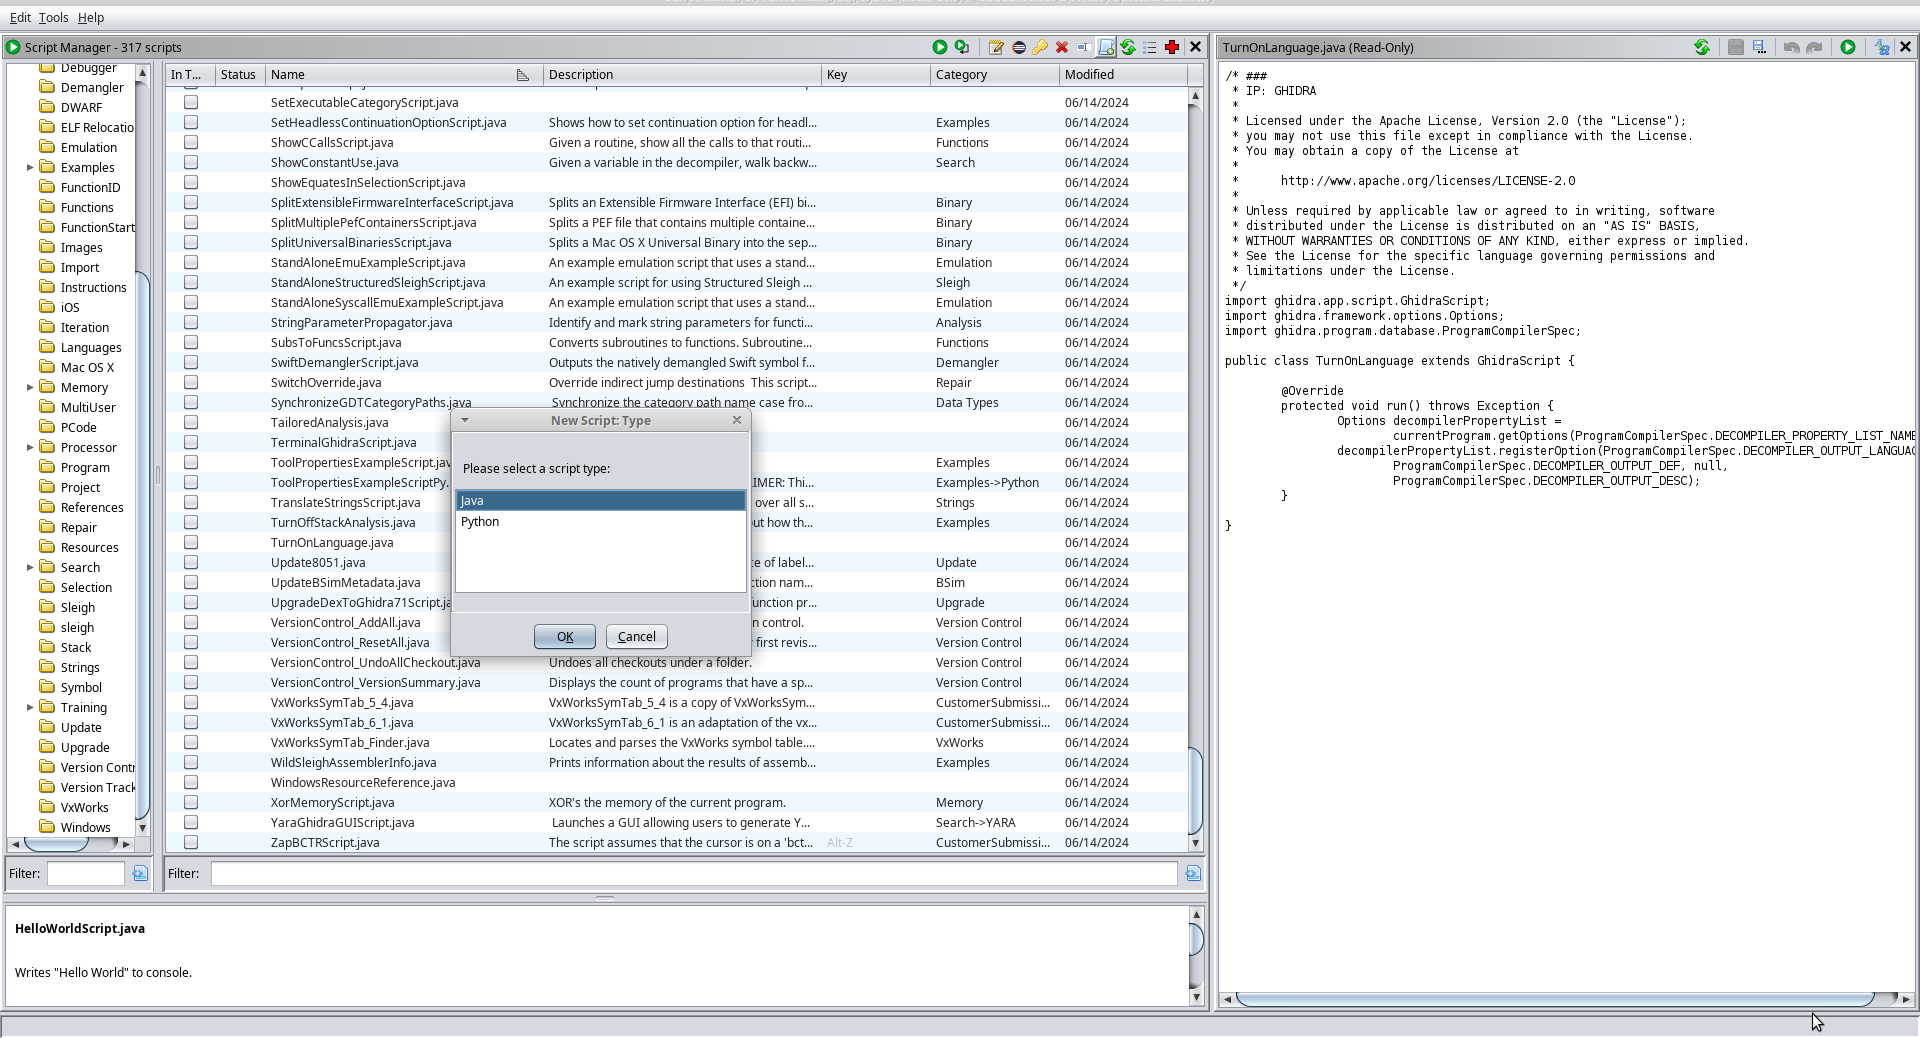 Edit Tools Help
Script Manager - 317 scripts
Debugger
Demangler
DWARF
ELF Relocatio
Emulation
Examples
FunctionID
Functions
FunctionStart
Images
Import
Instructions
iOS
Iteration
Languages
Mac OS X
Memory
MultiUser
PCode
Processor
Program
Project
References
Repair
Resources
Search
Selection
Sleigh
sleigh
Stack
Strings
Symbol
Training
Update
Upgrade
Version Contr
Version Track
VxWorks
Windows
Filter:
In T... Status Name Description Key Category Modified
SetExecutableCategoryScript.java 06/14/2024
SetHeadlessContinuationOptionScript.java Shows how to set continuation option for headl... Examples 06/14/2024
ShowCCallsScript.java Given a routine, show all the calls to that routi... Functions 06/14/2024
ShowConstantUse.java Given a variable in the decompiler, walk backw... Search 06/14/2024
ShowEquatesInSelectionScript.java 06/14/2024
SplitExtensibleFirmwareInterfaceScript.java Splits an Extensible Firmware Interface (EFI) bi... Binary 06/14/2024
SplitMultiplePefContainersScript.java Splits a PEF file that contains multiple containe... Binary 06/14/2024
SplitUniversalBinariesScript.java Splits a Mac OS X Universal Binary into the sep... Binary 06/14/2024
StandAloneEmuExampleScript.java An example emulation script that uses a stand... Emulation 06/14/2024
StandAloneStructuredSleighScript.java An example script for using Structured Sleigh ... Sleigh 06/14/2024
StandAloneSyscallEmuExampleScript.java An example emulation script that uses a stand... Emulation 06/14/2024
StringParameterPropagator.java Identify and mark string parameters for functi... Analysis 06/14/2024
SubsToFuncsScript.java Converts subroutines to functions. Subroutine... Functions 06/14/2024
SwiftDemanglerScript.java Outputs the natively demangled Swift symbol f... Demangler 06/14/2024
SwitchOverride.java Override indirect jump destinations This script... Repair 06/14/2024
SynchronizeGDTCategoryPaths.java Synchronize the category path name case fro... Data Types 06/14/2024
TailoredAnalysis.java 06/14/2024
TerminalGhidraScript.java 06/14/2024
ToolPropertiesExampleScript.jav Examples 06/14/2024
ToolPropertiesExampleScriptPy. IMER: Thi... Examples->Python 06/14/2024
TranslateStringsScript.java over all s... Strings 06/14/2024
TurnOffStackAnalysis.java out how th... Examples 06/14/2024
TurnOnLanguage.java 06/14/2024
Update8051.java ce of label... Update 06/14/2024
UpdateBSimMetadata.java ction nam... BSim 06/14/2024
UpgradeDexToGhidra71Script.ja unction pr... Upgrade 06/14/2024
VersionControl_AddAll.java n control. Version Control 06/14/2024
VersionControl_ResetAll.java r first revis... Version Control 06/14/2024
VersionControl_UndoAllCheckout.java Undoes all checkouts under a folder. Version Control 06/14/2024
VersionControl_VersionSummary.java Displays the count of programs that have a sp... Version Control 06/14/2024
VxWorksSymTab_5_4.java VxWorksSymTab_5_4 is a copy of VxWorksSym... CustomerSubmissi... 06/14/2024
VxWorksSymTab_6_1.java VxWorksSymTab_6_1 is an adaptation of the vx... CustomerSubmissi... 06/14/2024
VxWorksSymTab_Finder.java Locates and parses the VxWorks symbol table.... VxWorks 06/14/2024
WildSleighAssemblerInfo.java Prints information about the results of assemb... Examples 06/14/2024
WindowsResourceReference.java 06/14/2024
XorMemoryScript.java XOR's the memory of the current program. Memory 06/14/2024
YaraGhidraGUIScript.java Launches a GUI allowing users to generate Y... Search->YARA 06/14/2024
ZapBCTRScript.java The script assumes that the cursor is on a 'bct... Alt-Z CustomerSubmissi... 06/14/2024
Filter:
New Script: Type
Please select a script type:
Java
Python
OK Cancel
HelloWorldScript.java
Writes "Hello World" to console.
TurnOnLanguage.java (Read-Only)
/* ###
* IP: GHIDRA
*
* Licensed under the Apache License, Version 2.0 (the "License");
* you may not use this file except in compliance with the License.
* You may obtain a copy of the License at
*
* http://www.apache.org/licenses/LICENSE-2.0
*
* Unless required by applicable law or agreed to in writing, software
* distributed under the License is distributed on an "AS IS" BASIS,
* WITHOUT WARRANTIES OR CONDITIONS OF ANY KIND, either express or implied.
* See the License for the specific language governing permissions and
* limitations under the License.
*/
import ghidra.app.script.GhidraScript;
import ghidra.framework.options.Options;
import ghidra.program.database.ProgramCompilerSpec;
public class TurnOnLanguage extends GhidraScript {
@Override
protected void run() throws Exception {
Options decompilerPropertyList =
currentProgram.getOptions(ProgramCompilerSpec.DECOMPILER_PROPERTY_LIST_NAME
decompilerPropertyList.registerOption(ProgramCompilerSpec.DECOMPILER_OUTPUT_LANGUAG
ProgramCompilerSpec.DECOMPILER_OUTPUT_DEF, null,
ProgramCompilerSpec.DECOMPILER_OUTPUT_DESC);
}
}